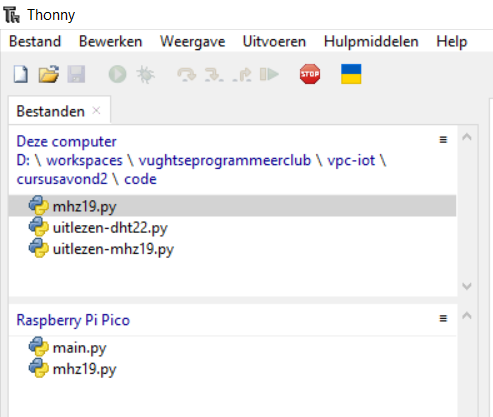 Thonny
Bestand Bewerken Weergave Uitvoeren Hulpmiddelen Help
STOP
Bestanden ×
Deze computer ≡
D: \ workspaces \ vughtseprogrammeerclub \ vpc-iot \
cursusavond2 \ code
mhz19.py
uitlezen-dht22.py
uitlezen-mhz19.py
Raspberry Pi Pico ≡
main.py
mhz19.py